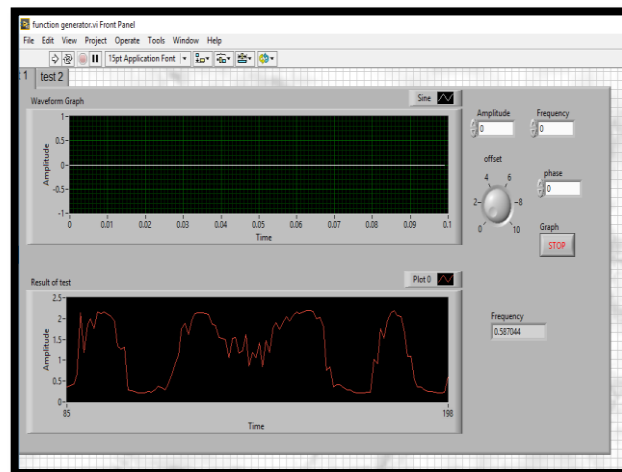 function generator.vi Front Panel
File Edit View Project Operate Tools Window Help
15pt Application Font
1 test 2
Waveform Graph
Sine
Amplitude
1-
0.5-
0-
-0.5-
-1-
0 0.01 0.02 0.03 0.04 0.05 0.06 0.07 0.08 0.09 0.1
Time
Amplitude Frequency
0 0
offset
4 6
2 8
0 10
phase
0
Graph
STOP
Result of test
Plot 0
Amplitude
2.5-
2-
1.5-
1-
0.5-
0-
85 198
Time
Frequency
0.587044